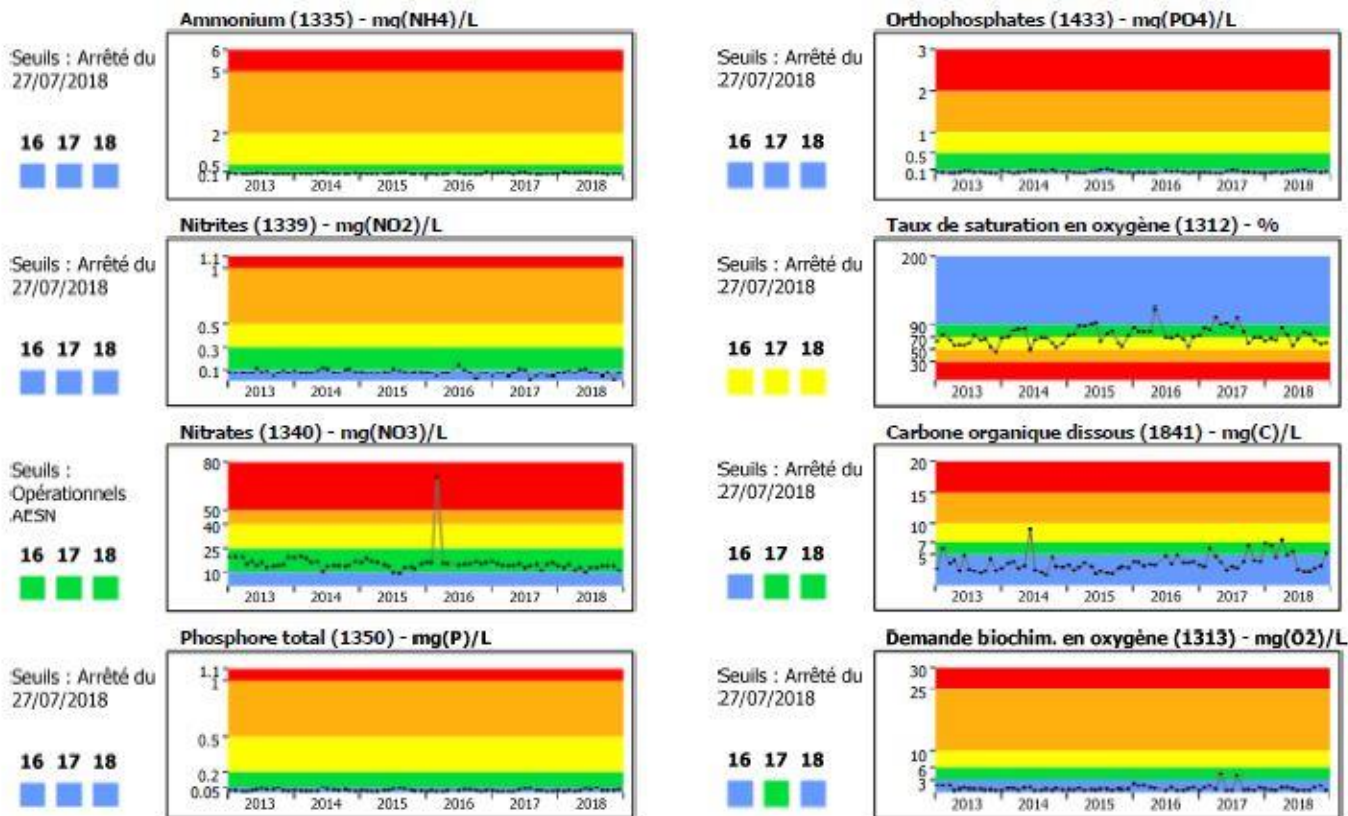 Ammonium (1335) - mg(NH4)/L
Seuils : Arrêté du
27/07/2018
16 17 18
6
5
2
0.5
0.1
2013 2014 2015 2016 2017 2018
Orthophosphates (1433) - mg(PO4)/L
Seuils : Arrêté du
27/07/2018
16 17 18
3
2
1
0.5
0.1
2013 2014 2015 2016 2017 2018
Nitrites (1339) - mg(NO2)/L
Seuils : Arrêté du
27/07/2018
16 17 18
1.1
1
0.5
0.3
0.1
2013 2014 2015 2016 2017 2018
Taux de saturation en oxygène (1312) - %
Seuils : Arrêté du
27/07/2018
16 17 18
200
90
70
50
30
2013 2014 2015 2016 2017 2018
Nitrates (1340) - mg(NO3)/L
Seuils :
Opérationnels
AESN
16 17 18
80
50
40
25
10
2013 2014 2015 2016 2017 2018
Carbone organique dissous (1841) - mg(C)/L
Seuils : Arrêté du
27/07/2018
16 17 18
20
15
10
7
5
2013 2014 2015 2016 2017 2018
Phosphore total (1350) - mg(P)/L
Seuils : Arrêté du
27/07/2018
16 17 18
1.1
1
0.5
0.2
0.05
2013 2014 2015 2016 2017 2018
Demande biochim. en oxygène (1313) - mg(O2)/L
Seuils : Arrêté du
27/07/2018
16 17 18
30
25
10
6
3
2013 2014 2015 2016 2017 2018